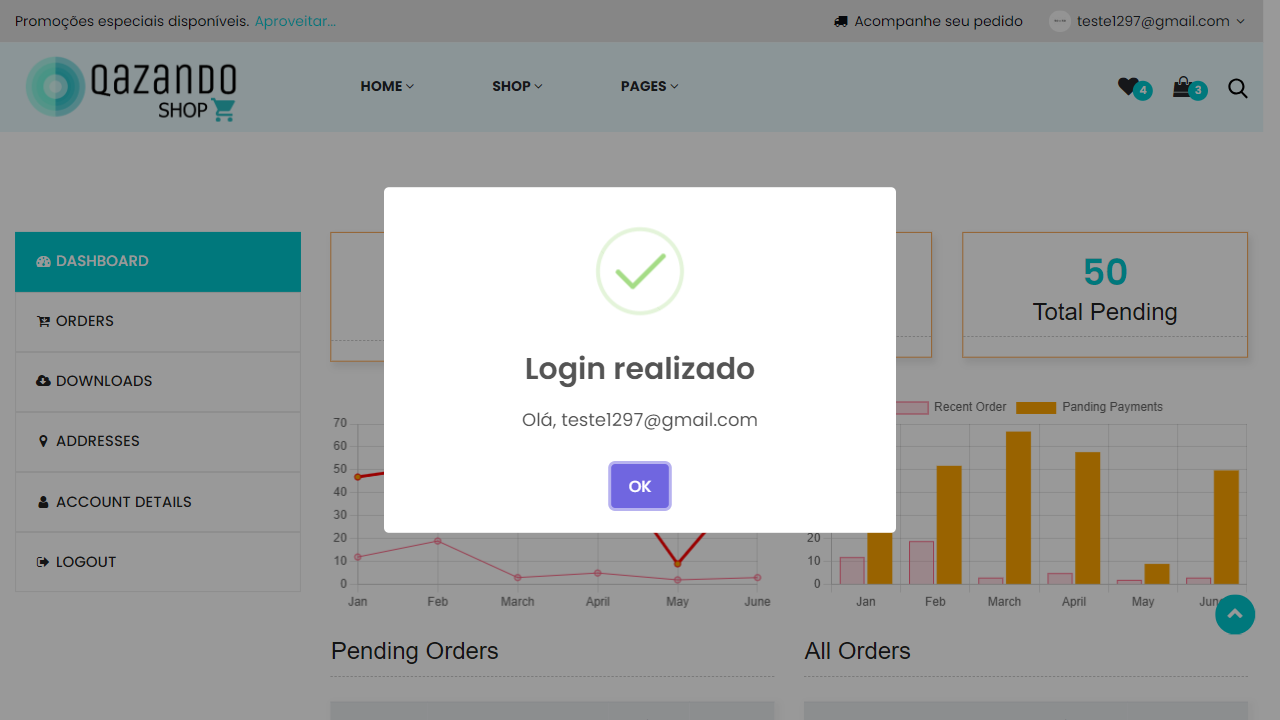 Promoções especiais disponíveis. Aproveitar...
Acompanhe seu pedido
teste1297@gmail.com
QAZANDO
SHOP
HOME
SHOP
PAGES
4
3
DASHBOARD
ORDERS
DOWNLOADS
ADDRESSES
ACCOUNT DETAILS
LOGOUT
50
Total Pending
Login realizado
Olá, teste1297@gmail.com
OK
70
60
50
40
30
20
10
0
Jan Feb March April May June
Recent Order Panding Payments
20
10
0
Jan Feb March April May June
Pending Orders
All Orders